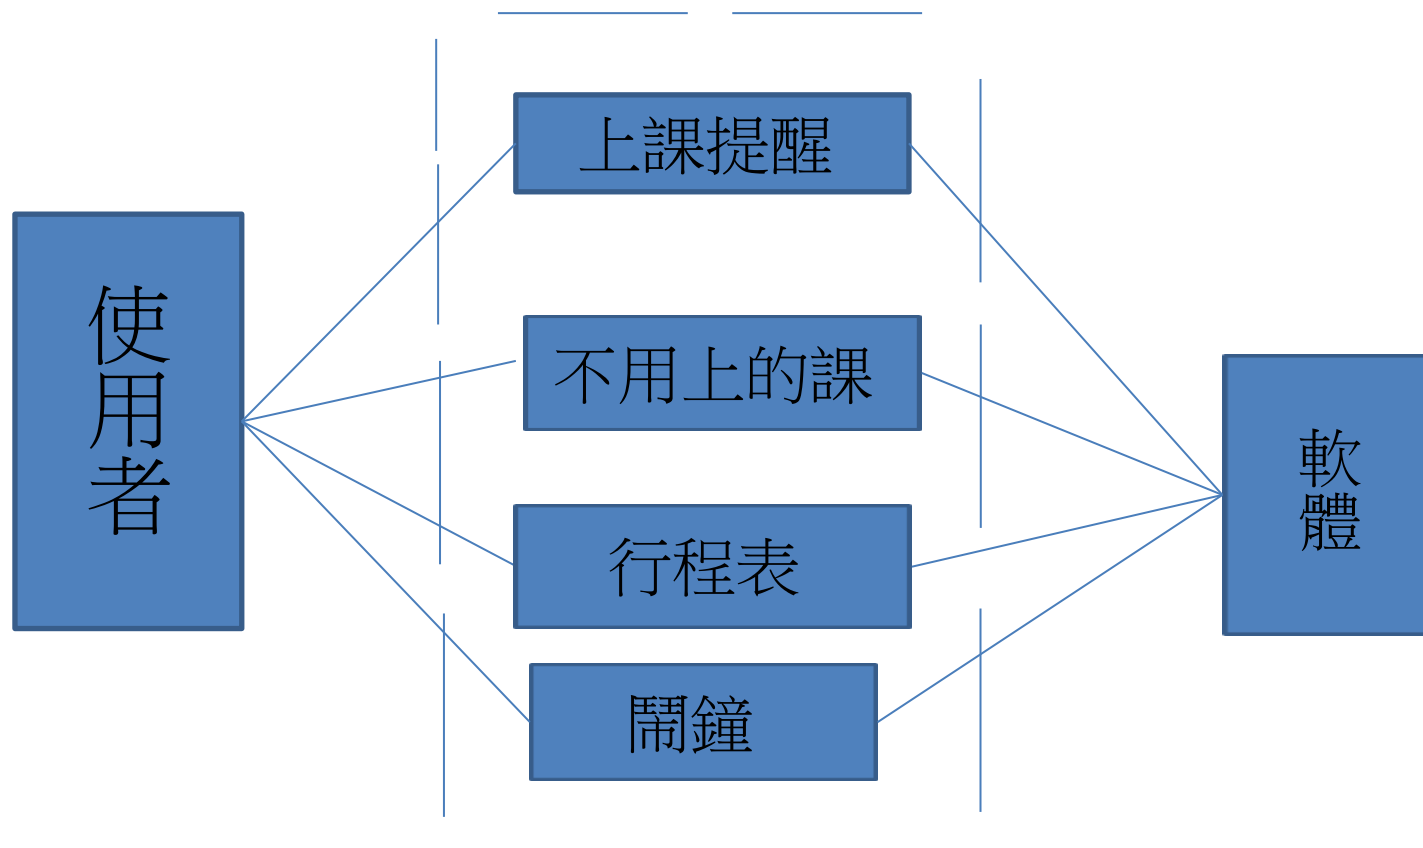 使用者
上課提醒
不用上的課
行程表
鬧鐘
軟體